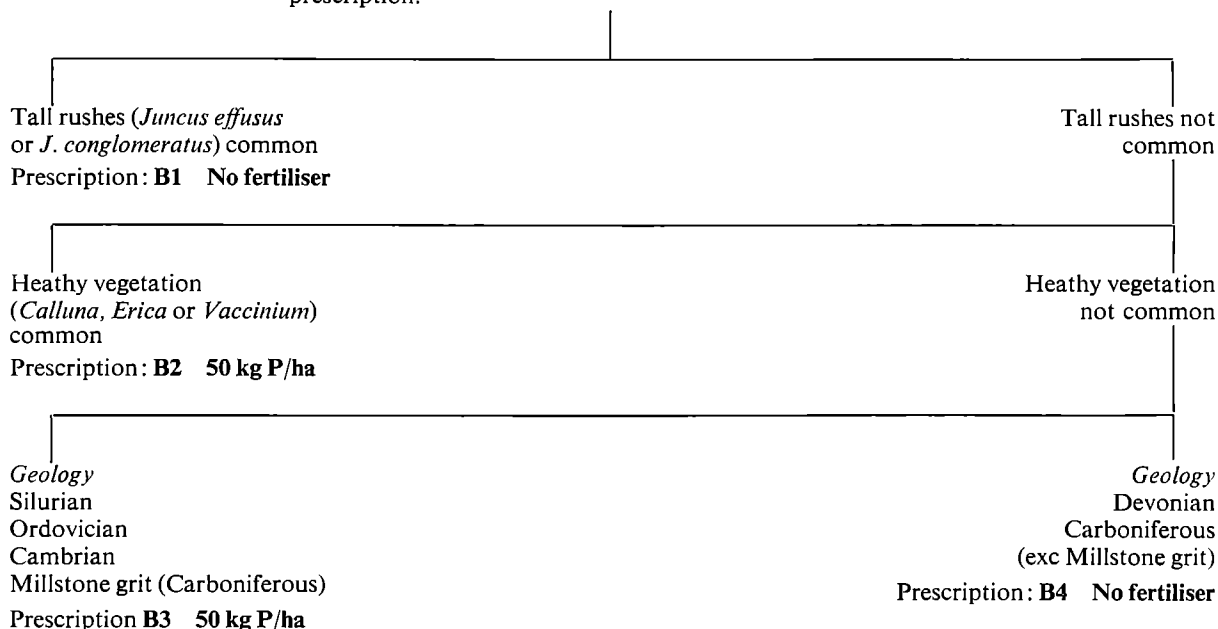 prescription.
Tall rushes (Juncus effusus
or J. conglomeratus) common
Prescription: B1 No fertiliser
Tall rushes not
common
Heathy vegetation
(Calluna, Erica or Vaccinium)
common
Prescription: B2 50 kg P/ha
Heathy vegetation
not common
Geology
Silurian
Ordovician
Cambrian
Millstone grit (Carboniferous)
Prescription B3 50 kg P/ha
Geology
Devonian
Carboniferous
(exc Millstone grit)
Prescription: B4 No fertiliser